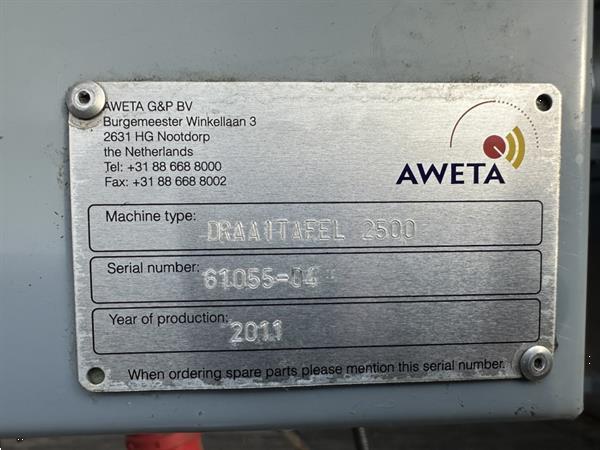 AWETA G&P BV
Burgemeester Winkellaan 3
2631 HG Nootdorp
the Netherlands
Tel: +31 88 668 8000
Fax: +31 88 668 8002
AWETA
Machine type: DRAAITAFEL 2500
Serial number: 61055-04
Year of production: 2011
When ordering spare parts please mention this serial number.